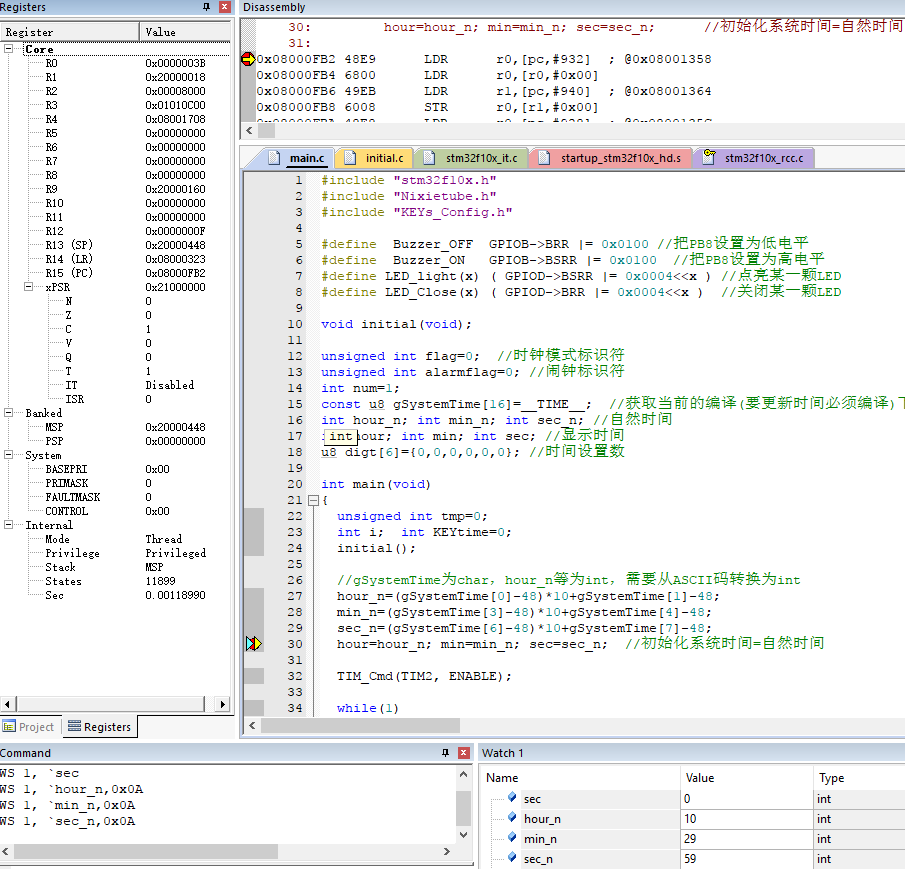 Registers
Register Value
Core
R0 0x0000003B
R1 0x20000018
R2 0x00008000
R3 0x01010C00
R4 0x08001708
R5 0x00000000
R6 0x00000000
R7 0x00000000
R8 0x00000000
R9 0x20000160
R10 0x00000000
R11 0x00000000
R12 0x0000000F
R13 (SP) 0x20000448
R14 (LR) 0x08000323
R15 (PC) 0x08000FB2
xPSR 0x21000000
N 0
Z 0
C 1
V 0
Q 0
T 1
IT Disabled
ISR 0
Banked
MSP 0x20000448
PSP 0x00000000
System
BASEPRI 0x00
PRIMASK 0
FAULTMASK 0
CONTROL 0x00
Internal
Mode Thread
Privilege Privileged
Stack MSP
States 11899
Sec 0.00118990
Project Registers
Disassembly
30: hour=hour_n; min=min_n; sec=sec_n; //初始化系统时间=自然时间
31:
0x08000FB2 48E9 LDR r0,[pc,#932] ; @0x08001358
0x08000FB4 6800 LDR r0,[r0,#0x00]
0x08000FB6 49EB LDR r1,[pc,#940] ; @0x08001364
0x08000FB8 6008 STR r0,[r1,#0x00]
main.c initial.c stm32f10x_it.c startup_stm32f10x_hd.s stm32f10x_rcc.c
1 #include "stm32f10x.h"
2 #include "Nixietube.h"
3 #include "KEYs_Config.h"
4
5 #define Buzzer_OFF GPIOB->BRR |= 0x0100 //把PB8设置为低电平
6 #define Buzzer_ON GPIOB->BSRR |= 0x0100 //把PB8设置为高电平
7 #define LED_light(x) ( GPIOD->BSRR |= 0x0004<<x ) //点亮某一颗LED
8 #define LED_Close(x) ( GPIOD->BRR |= 0x0004<<x ) //关闭某一颗LED
9
10 void initial(void);
11
12 unsigned int flag=0; //时钟模式标识符
13 unsigned int alarmflag=0; //闹钟标识符
14 int num=1;
15 const u8 gSystemTime[16]=__TIME__; //获取当前的编译(要更新时间必须编译)下
16 int hour_n; int min_n; int sec_n; //自然时间
17 int hour; int min; int sec; //显示时间
18 u8 digt[6]={0,0,0,0,0,0}; //时间设置数
19
20 int main(void)
21 {
22 unsigned int tmp=0;
23 int i; int KEYtime=0;
24 initial();
25
26 //gSystemTime为char，hour_n等为int，需要从ASCII码转换为int
27 hour_n=(gSystemTime[0]-48)*10+gSystemTime[1]-48;
28 min_n=(gSystemTime[3]-48)*10+gSystemTime[4]-48;
29 sec_n=(gSystemTime[6]-48)*10+gSystemTime[7]-48;
30 hour=hour_n; min=min_n; sec=sec_n; //初始化系统时间=自然时间
31
32 TIM_Cmd(TIM2, ENABLE);
33
34 while(1)
Command
WS 1, `sec
WS 1, `hour_n,0x0A
WS 1, `min_n,0x0A
WS 1, `sec_n,0x0A
Watch 1
Name Value Type
sec 0 int
hour_n 10 int
min_n 29 int
sec_n 59 int